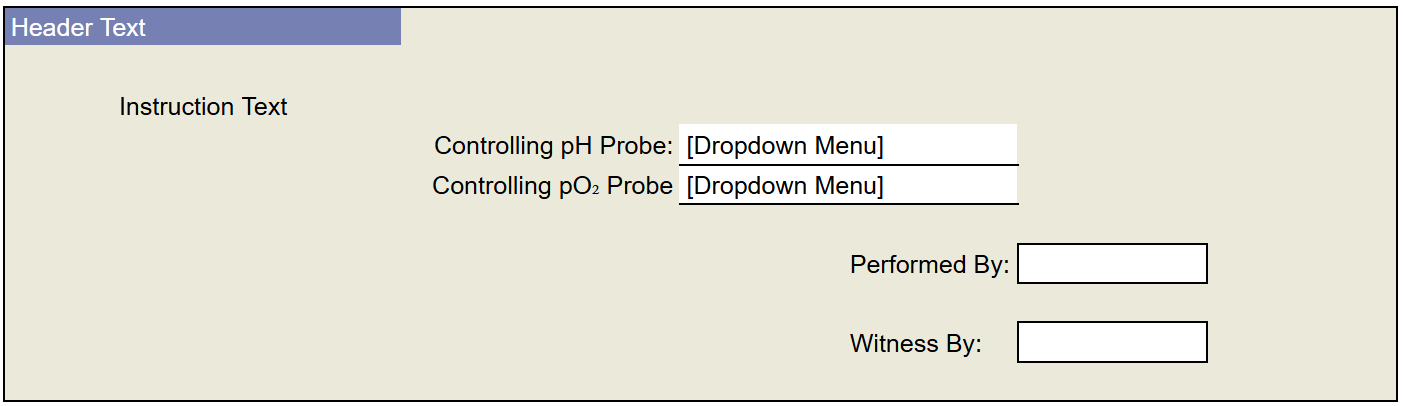 Header Text
Instruction Text
Controlling pH Probe: [Dropdown Menu]
Controlling pO₂ Probe [Dropdown Menu]
Performed By:
Witness By: